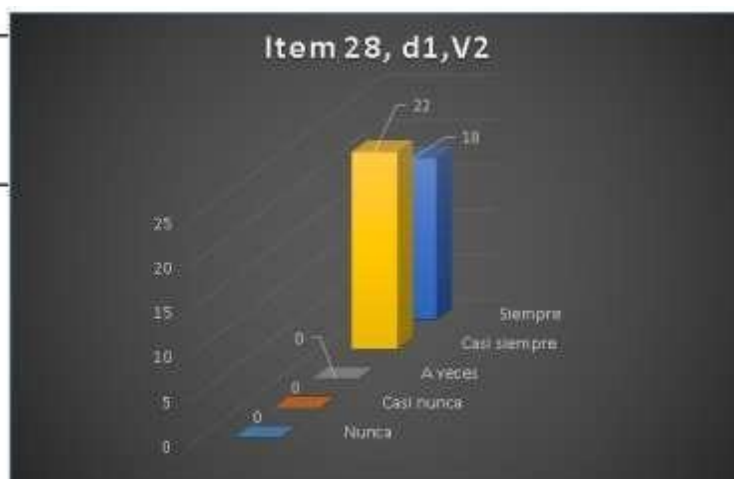 Item 28, d1,V2
22
18
25
20
15
10
5
0
0
0
0
Siempre
Casi siempre
A veces
Casi nunca
Nunca